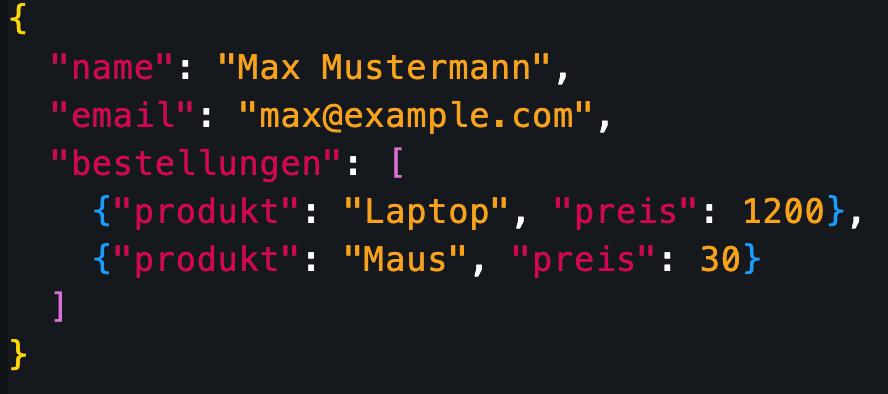 {
  "name": "Max Mustermann",
  "email": "max@example.com",
  "bestellungen": [
    {"produkt": "Laptop", "preis": 1200},
    {"produkt": "Maus", "preis": 30}
  ]
}